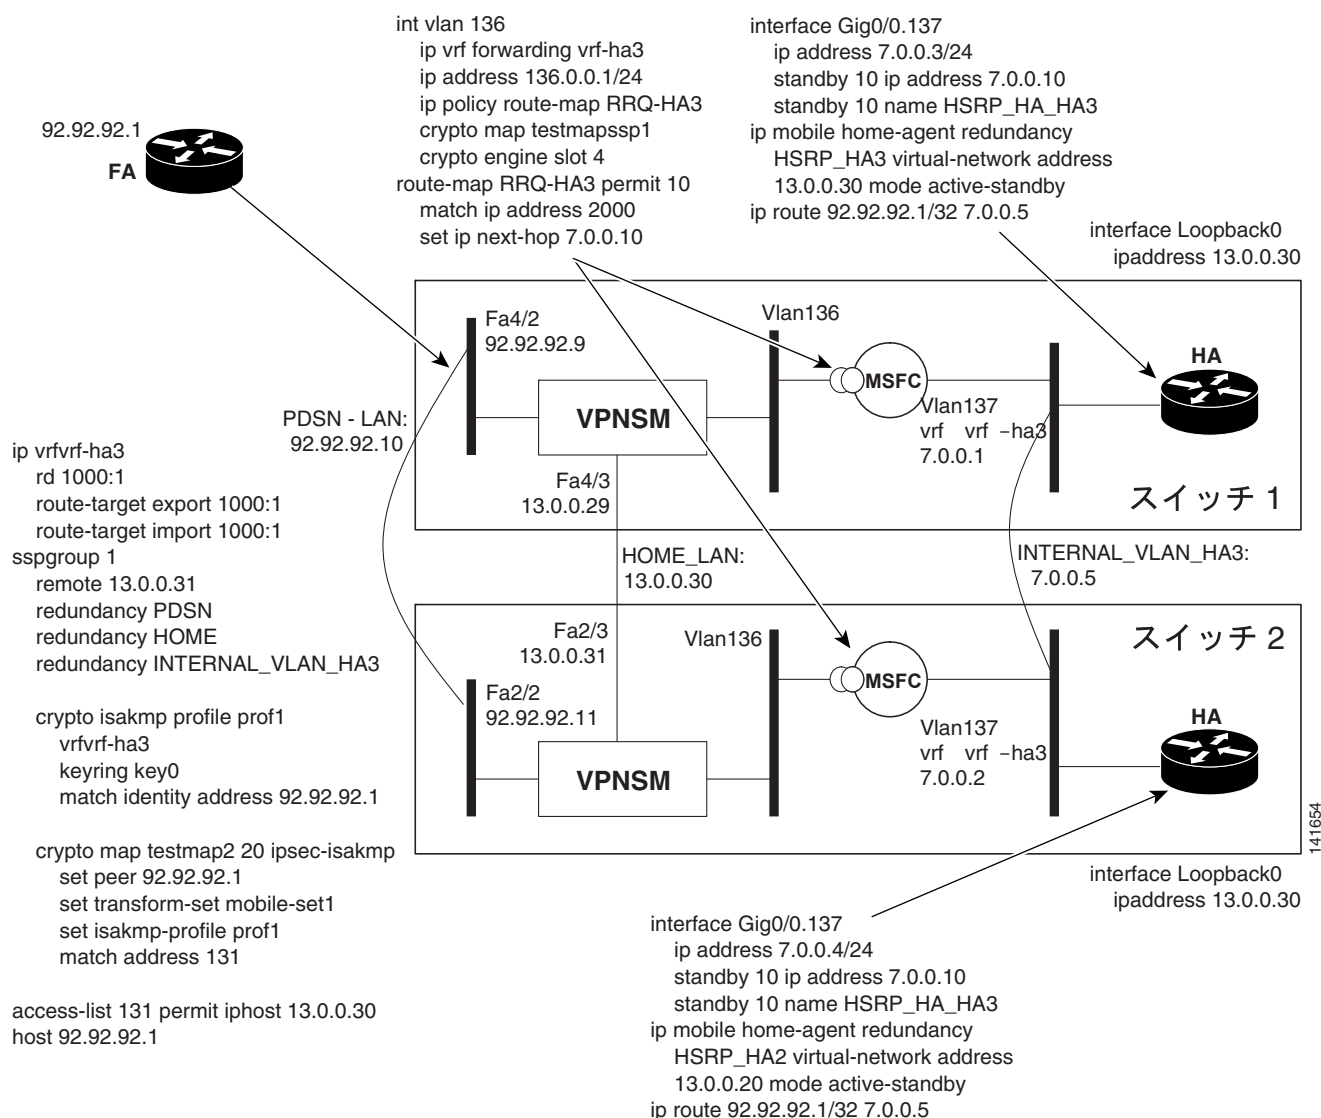 int vlan 136
ip vrf forwarding vrf-ha3
ip address 136.0.0.1/24
ip policy route-map RRQ-HA3
crypto map testmapssp1
crypto engine slot 4
route-map RRQ-HA3 permit 10
match ip address 2000
set ip next-hop 7.0.0.10
interface Gig0/0.137
ip address 7.0.0.3/24
standby 10 ip address 7.0.0.10
standby 10 name HSRP_HA_HA3
ip mobile home-agent redundancy
HSRP_HA3 virtual-network address
13.0.0.30 mode active-standby
ip route 92.92.92.1/32 7.0.0.5
interface Loopback0
ipaddress 13.0.0.30
92.92.92.1
FA
Fa4/2
92.92.92.9
Vlan136
MSFC
HA
VPNSM
Vlan137
vrf vrf -ha3
7.0.0.1
PDSN - LAN:
92.92.92.10
Fa4/3
13.0.0.29
スイッチ 1
HOME_LAN:
13.0.0.30
INTERNAL_VLAN_HA3:
7.0.0.5
ip vrfvrf-ha3
rd 1000:1
route-target export 1000:1
route-target import 1000:1
sspgroup 1
remote 13.0.0.31
redundancy PDSN
redundancy HOME
redundancy INTERNAL_VLAN_HA3
crypto isakmp profile prof1
vrfvrf-ha3
keyring key0
match identity address 92.92.92.1
crypto map testmap2 20 ipsec-isakmp
set peer 92.92.92.1
set transform-set mobile-set1
set isakmp-profile prof1
match address 131
access-list 131 permit iphost 13.0.0.30
host 92.92.92.1
Fa2/3
13.0.0.31
Vlan136
スイッチ 2
Fa2/2
92.92.92.11
MSFC
HA
VPNSM
Vlan137
vrf vrf -ha3
7.0.0.2
141654
interface Loopback0
ipaddress 13.0.0.30
interface Gig0/0.137
ip address 7.0.0.4/24
standby 10 ip address 7.0.0.10
standby 10 name HSRP_HA_HA3
ip mobile home-agent redundancy
HSRP_HA2 virtual-network address
13.0.0.20 mode active-standby
ip route 92.92.92.1/32 7.0.0.5